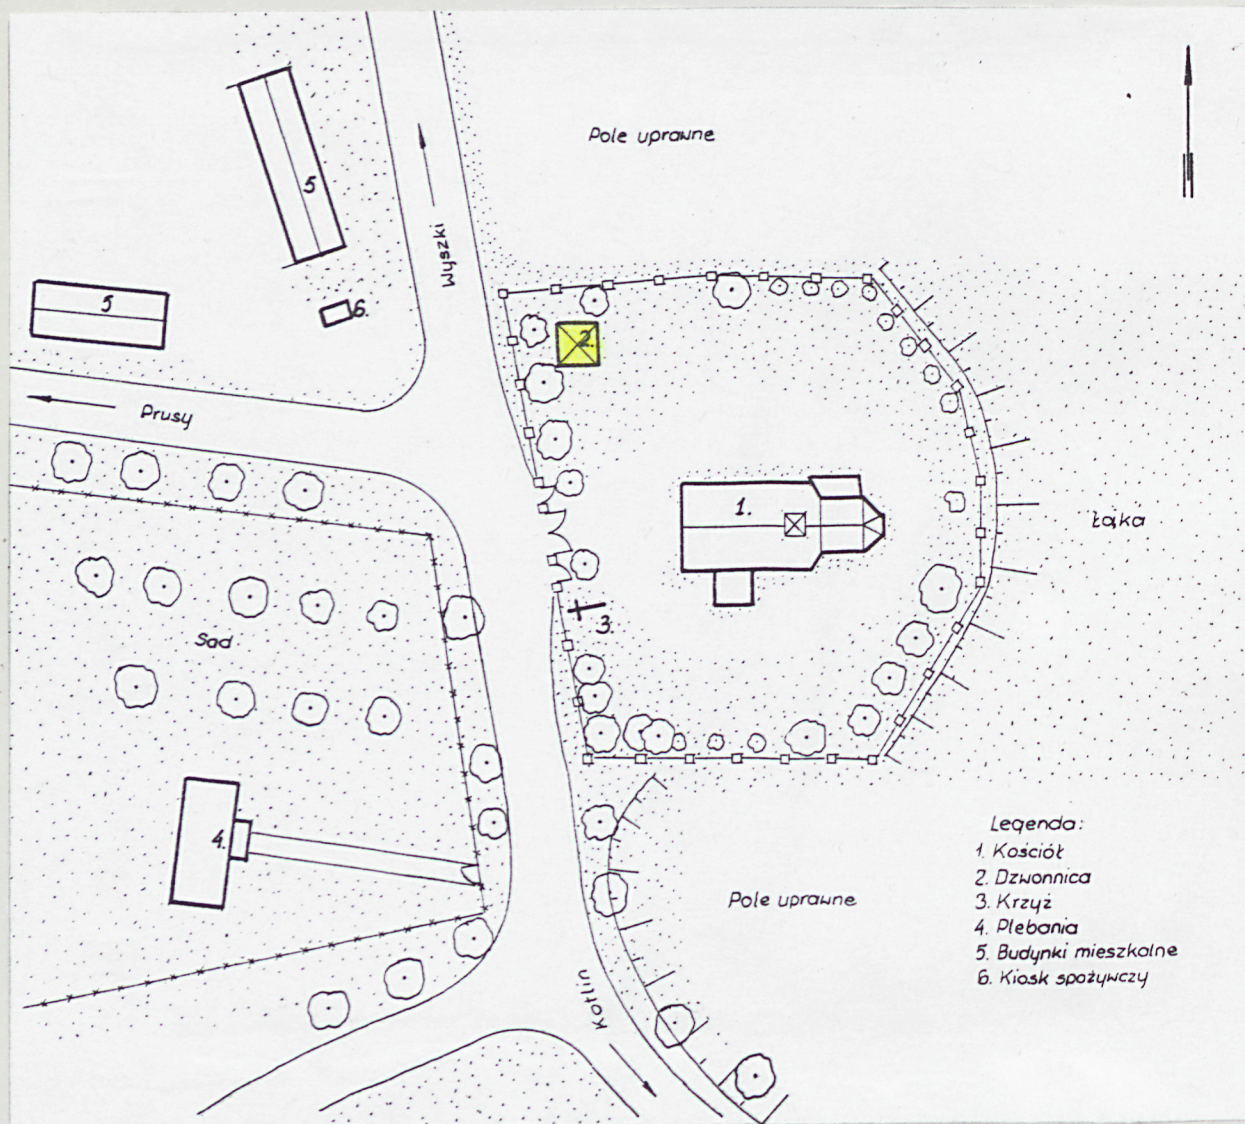 Pole uprawne
5
Wyszki
5
6.
2.
Prusy
1.
Łąka
3.
Sad
4.
Pole uprawne
Kotlin
Legenda:
1. Kościół
2. Dzwonnica
3. Krzyż
4. Plebania
5. Budynki mieszkalne
6. Kiosk spożywczy